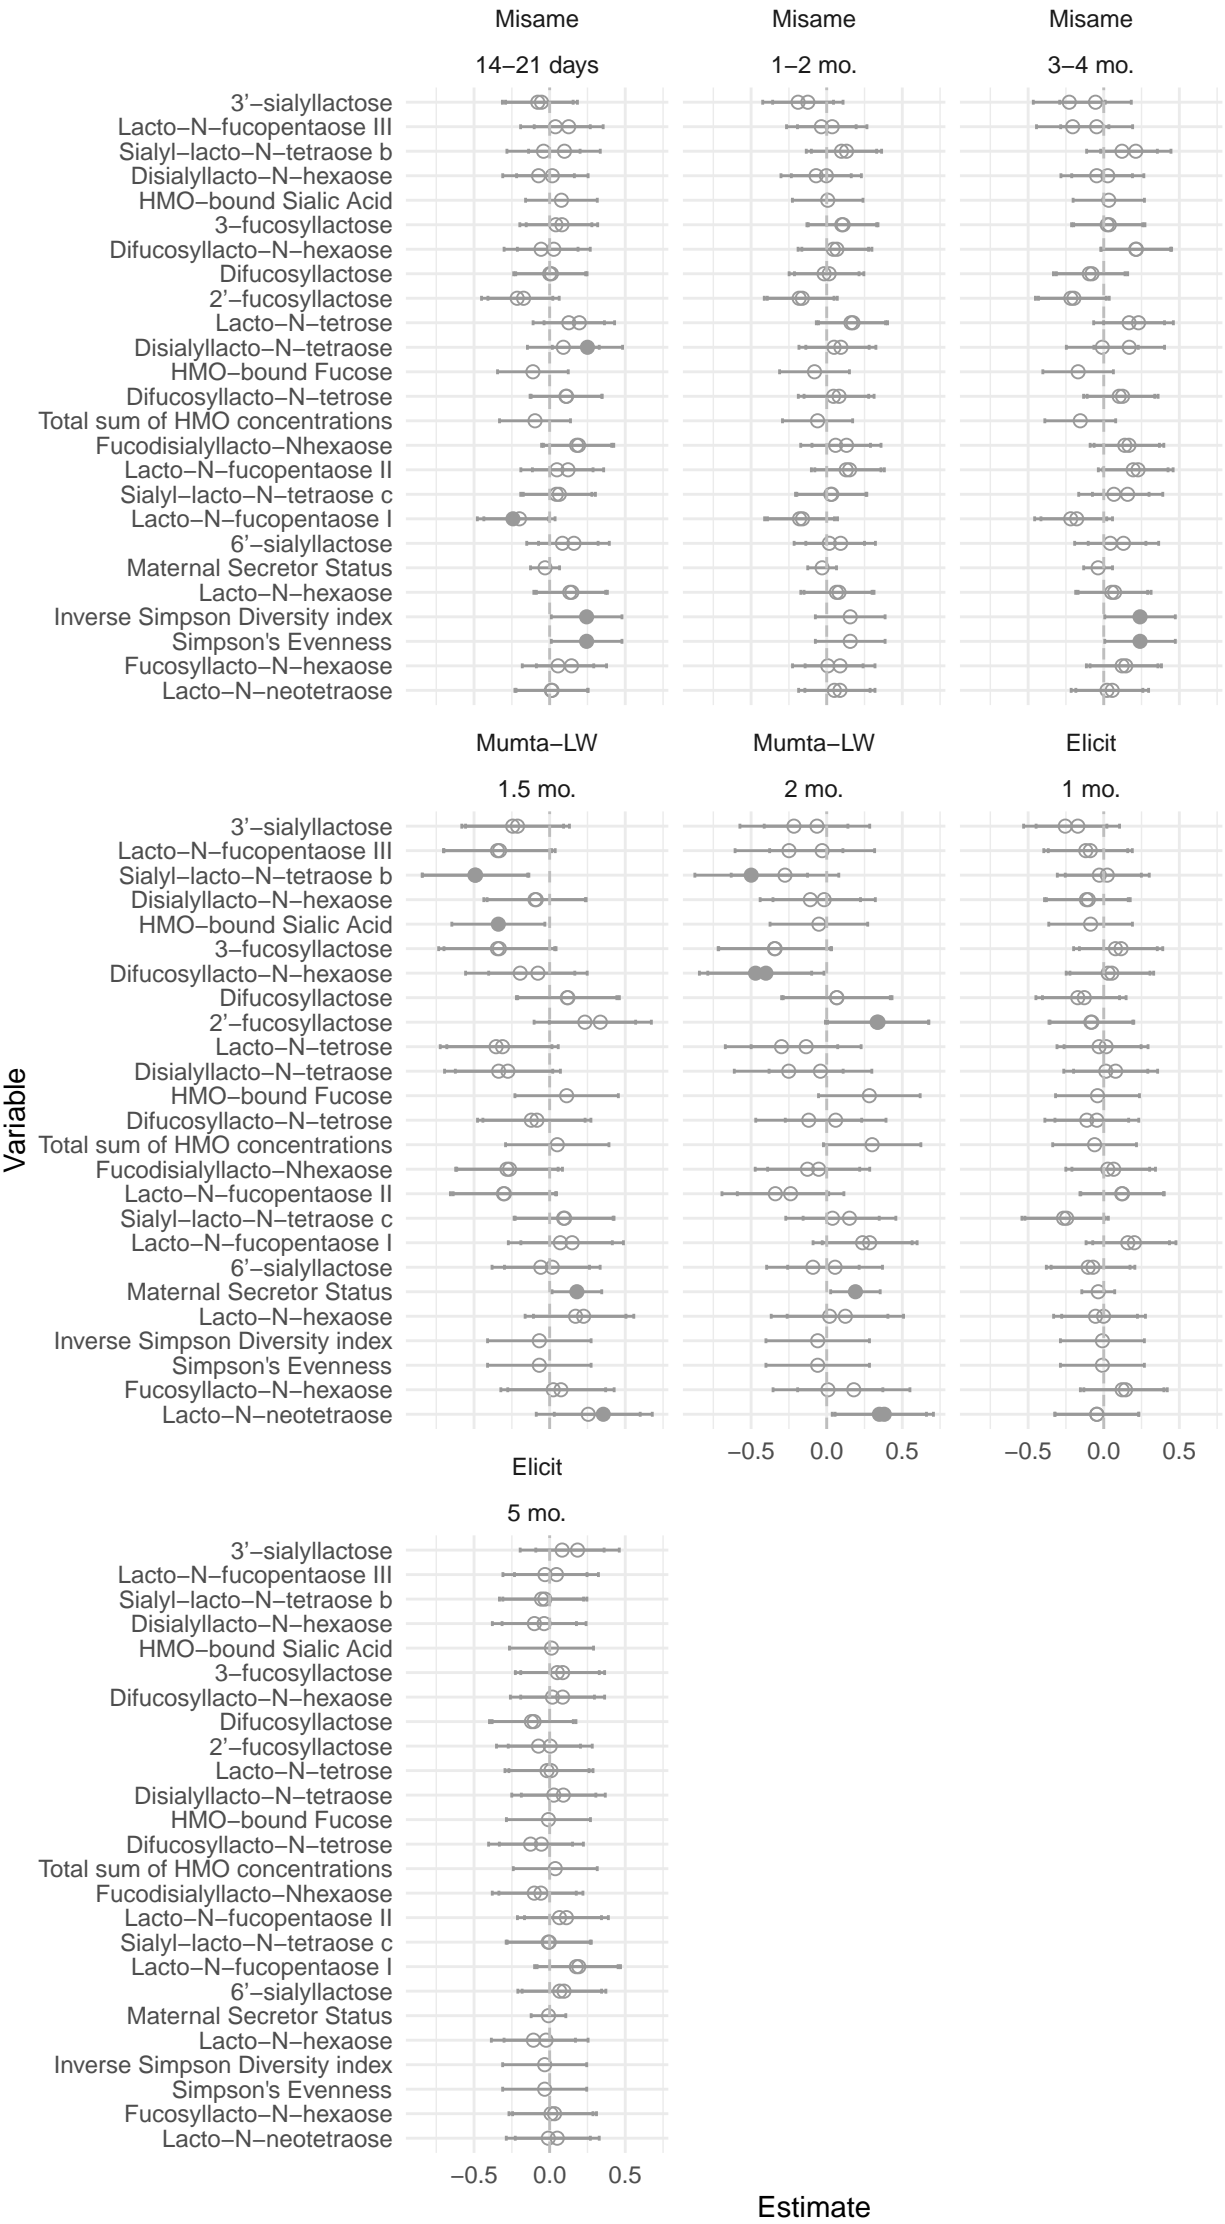 Misame Misame Misame
14−21 days 1−2 mo. 3−4 mo.
3’−sialyllactose
Lacto−N−fucopentaose III
Sialyl−lacto−N−tetraose b
Disialyllacto−N−hexaose
HMO−bound Sialic Acid
3−fucosyllactose
Difucosyllacto−N−hexaose
Difucosyllactose
2’−fucosyllactose
Lacto−N−tetrose
Disialyllacto−N−tetraose
HMO−bound Fucose
Difucosyllacto−N−tetrose
Total sum of HMO concentrations
Fucodisialyllacto−Nhexaose
Lacto−N−fucopentaose II
Sialyl−lacto−N−tetraose c
Lacto−N−fucopentaose I
6’−sialyllactose
Maternal Secretor Status
Lacto−N−hexaose
Inverse Simpson Diversity index
Simpson's Evenness
Fucosyllacto−N−hexaose
Lacto−N−neotetraose
Mumta−LW Mumta−LW Elicit
1.5 mo. 2 mo. 1 mo.
3’−sialyllactose
Lacto−N−fucopentaose III
Sialyl−lacto−N−tetraose b
Disialyllacto−N−hexaose
HMO−bound Sialic Acid
3−fucosyllactose
Difucosyllacto−N−hexaose
Difucosyllactose
2’−fucosyllactose
Lacto−N−tetrose
Disialyllacto−N−tetraose
HMO−bound Fucose
Difucosyllacto−N−tetrose
Total sum of HMO concentrations
Fucodisialyllacto−Nhexaose
Lacto−N−fucopentaose II
Sialyl−lacto−N−tetraose c
Lacto−N−fucopentaose I
6’−sialyllactose
Maternal Secretor Status
Lacto−N−hexaose
Inverse Simpson Diversity index
Simpson's Evenness
Fucosyllacto−N−hexaose
Lacto−N−neotetraose
Variable
−0.5 0.0 0.5 −0.5 0.0 0.5
Elicit
5 mo.
3’−sialyllactose
Lacto−N−fucopentaose III
Sialyl−lacto−N−tetraose b
Disialyllacto−N−hexaose
HMO−bound Sialic Acid
3−fucosyllactose
Difucosyllacto−N−hexaose
Difucosyllactose
2’−fucosyllactose
Lacto−N−tetrose
Disialyllacto−N−tetraose
HMO−bound Fucose
Difucosyllacto−N−tetrose
Total sum of HMO concentrations
Fucodisialyllacto−Nhexaose
Lacto−N−fucopentaose II
Sialyl−lacto−N−tetraose c
Lacto−N−fucopentaose I
6’−sialyllactose
Maternal Secretor Status
Lacto−N−hexaose
Inverse Simpson Diversity index
Simpson's Evenness
Fucosyllacto−N−hexaose
Lacto−N−neotetraose
−0.5 0.0 0.5
Estimate